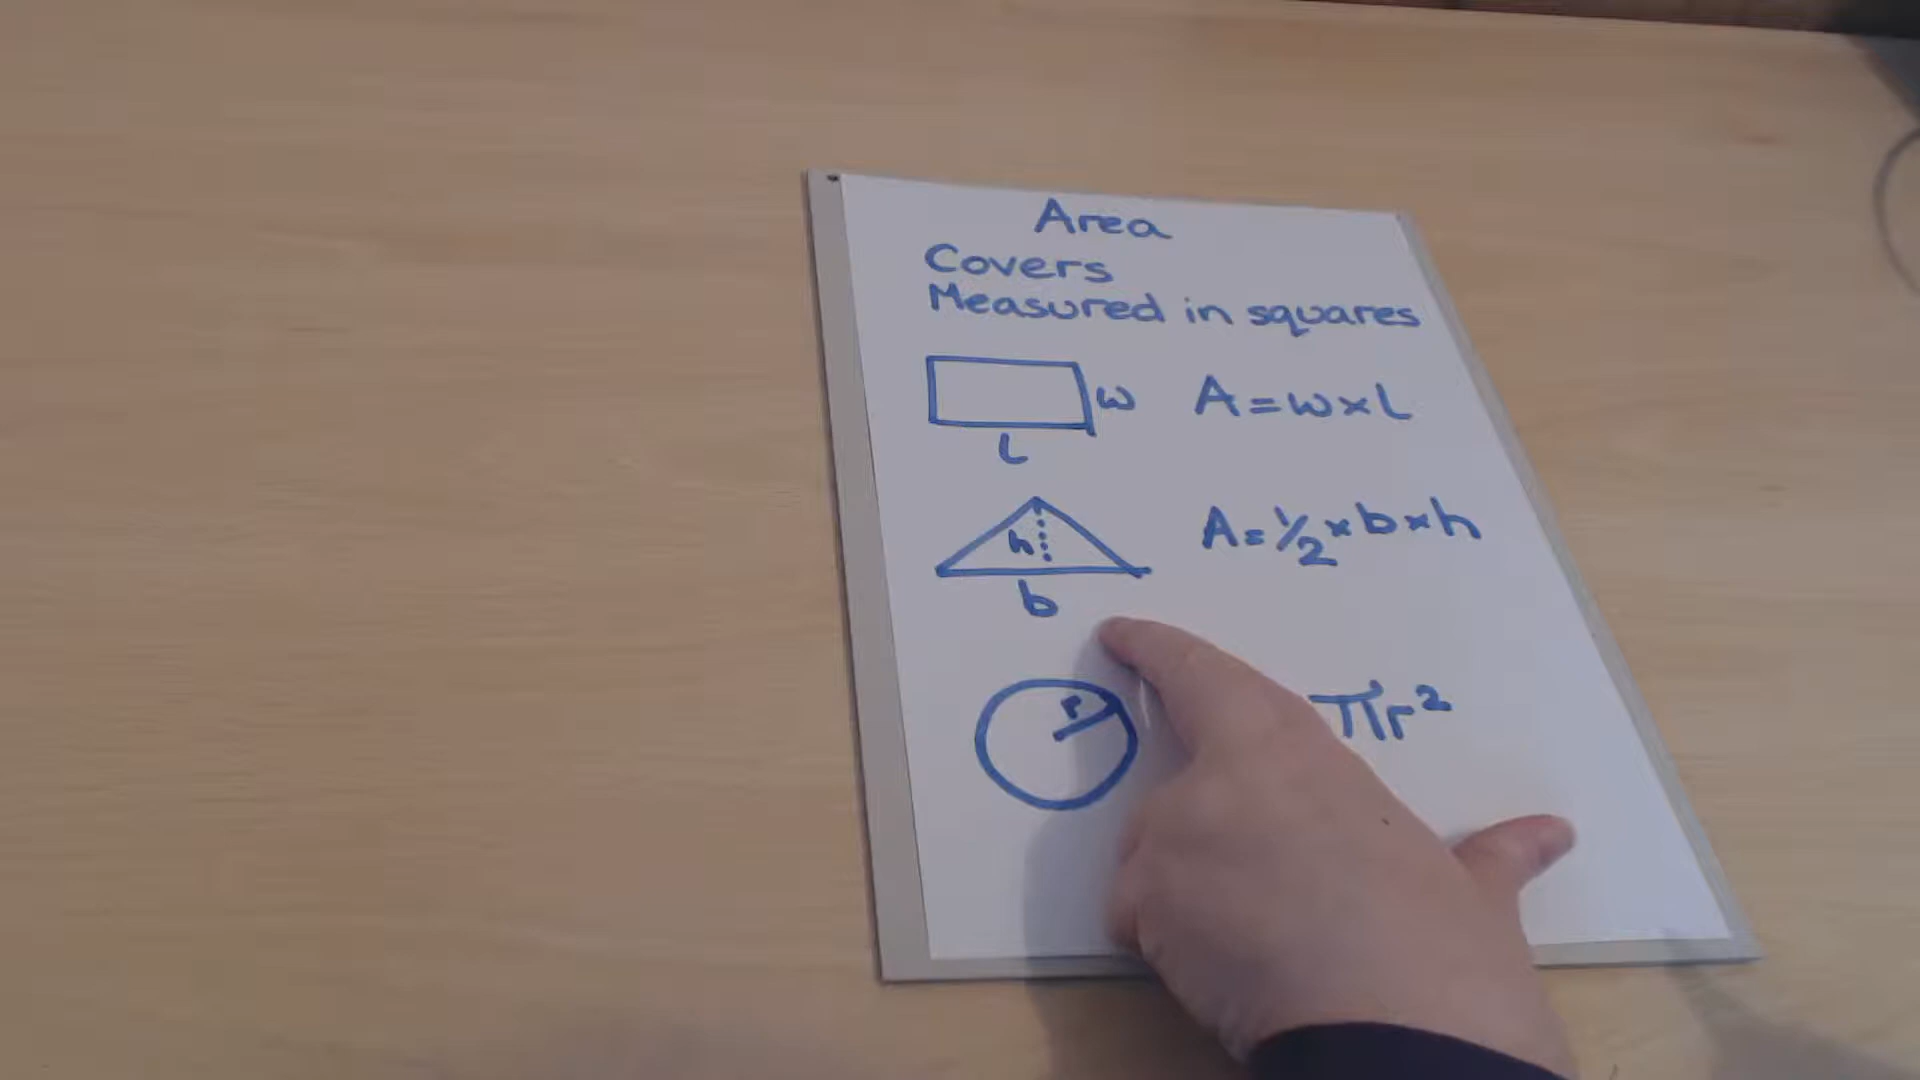 Area
Covers
Measured in squares
w A=w×L
L
h A=1/2×b×h
b
r πr²